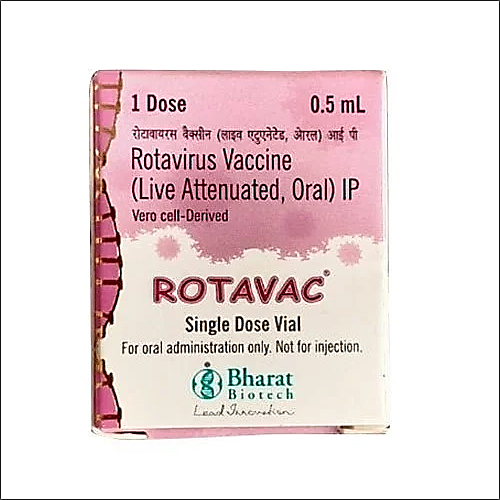 1 Dose 0.5 mL
रोटावायरस वैक्सीन (लाइव एटुएनेटेड, ओरल) आई पी
Rotavirus Vaccine
(Live Attenuated, Oral) IP
Vero cell-Derived
ROTAVAC®
Single Dose Vial
For oral administration only. Not for injection.
Bharat
Biotech
Lead Innovation